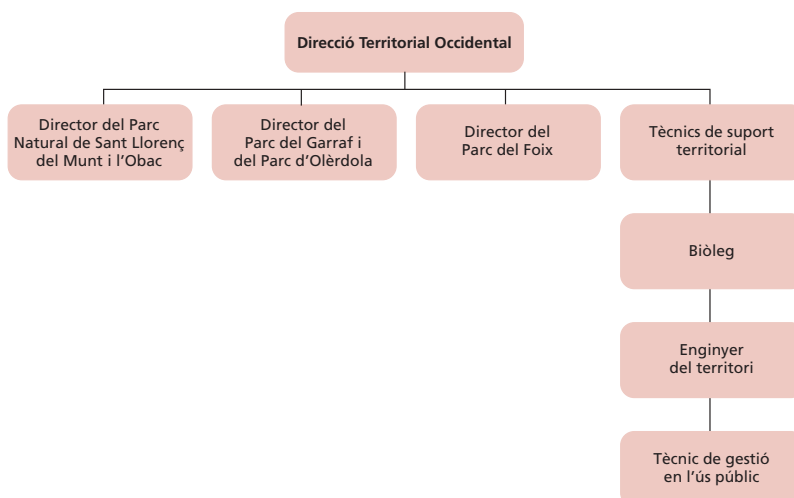 Direcció Territorial Occidental
Director del Parc
Natural de Sant Llorenç
del Munt i l'Obac
Director del
Parc del Garraf i
del Parc d'Olèrdola
Director del
Parc del Foix
Tècnics de suport
territorial
Biòleg
Enginyer
del territori
Tècnic de gestió
en l'ús públic